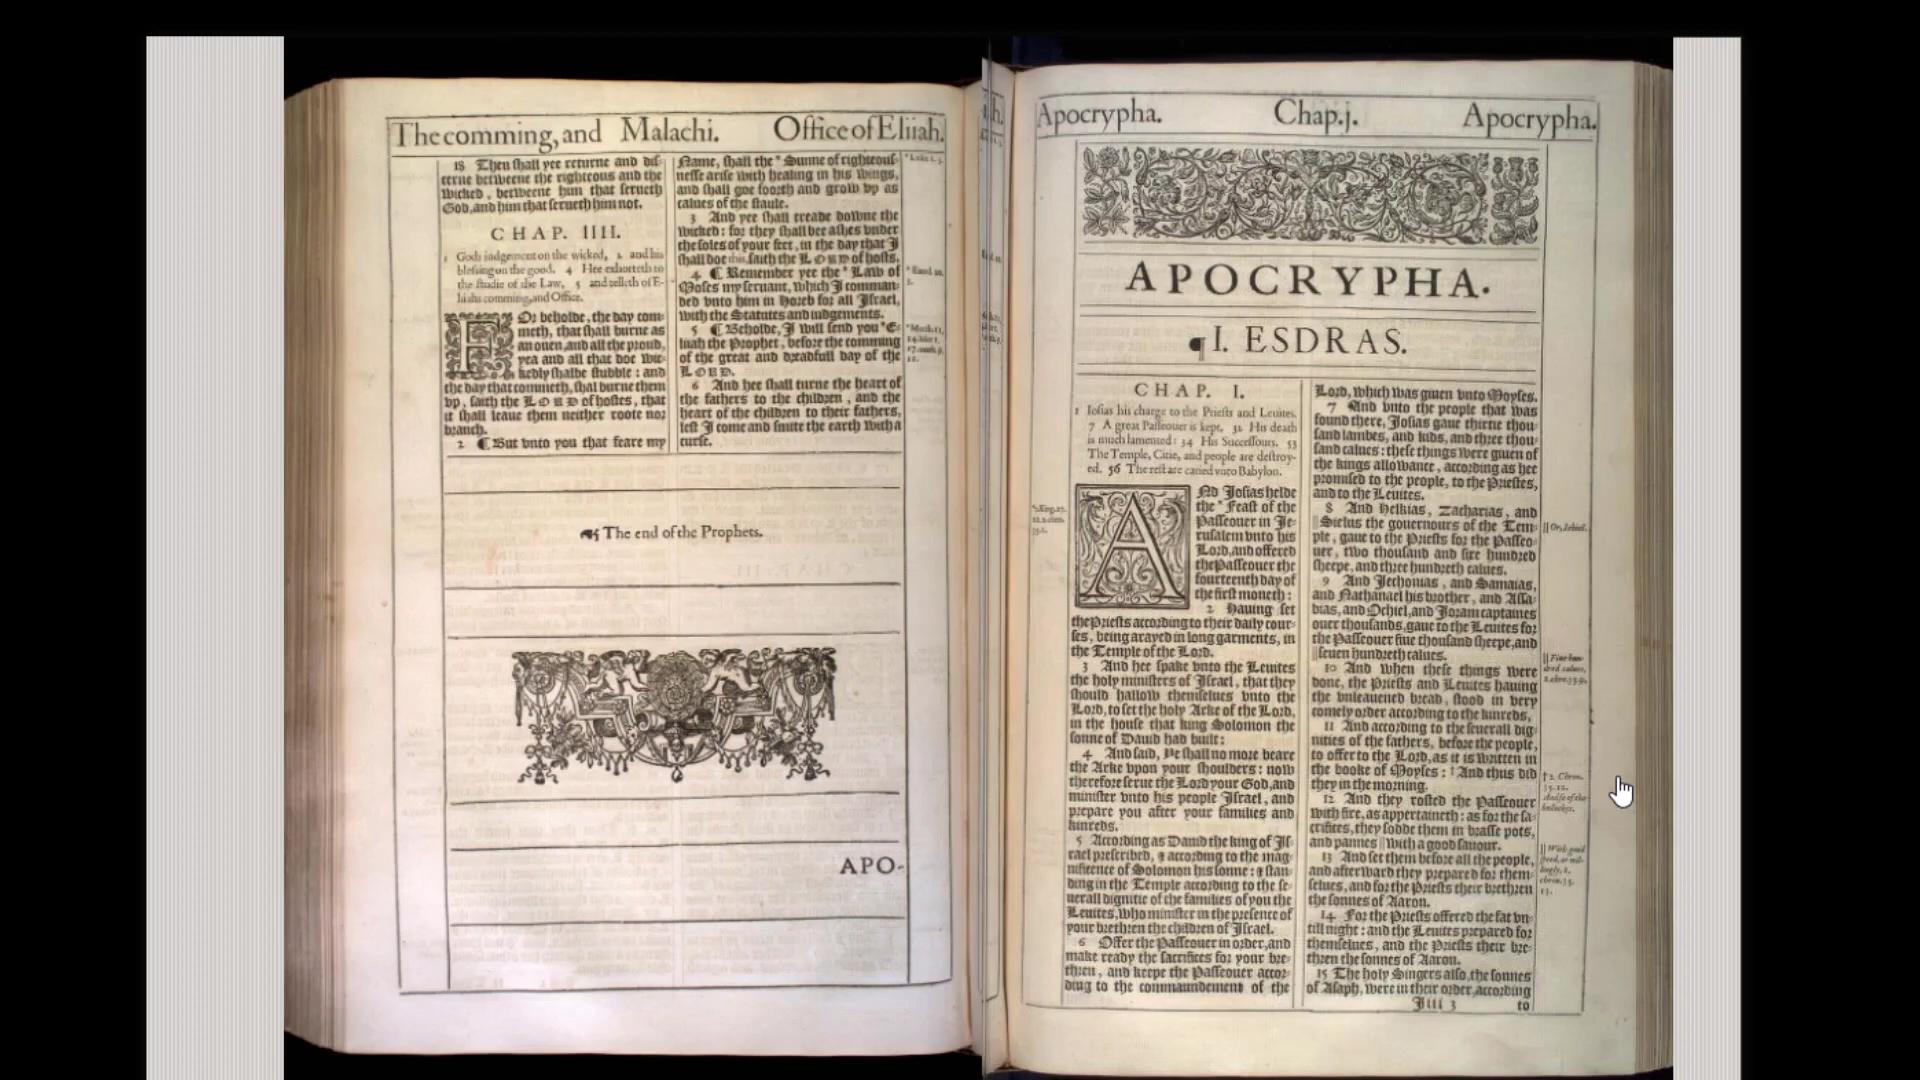 The comming, and Malachi. Office of Eliiah.
18 Then shall yee returne and dis-
cerne betweene the righteous and the
wicked, betweene him that serueth
God, and him that serueth him not.
CHAP. IIII.
1 Gods iudgement on the wicked, 2 and his
blessing on the good. 4 Hee exhorteth to
the studie of the Law, 5 and telleth of E-
liiahs comming, and Office.
FOr beholde, the day com-
meth, that shall burne as
an ouen, and all the proud,
yea and all that doe wic-
kedly shalbe stubble: and
the day that commeth, shal burne them
vp, saith the LORD of hostes, that
it shall leaue them neither roote nor
branch.
2 ¶ But vnto you that feare my
Name, shall the * Sunne of righteous-
nesse arise with healing in his wings,
and shall goe foorth and grow vp as
calues of the staule.
3 And yee shall treade downe the
wicked: for they shall bee ashes vnder
the soles of your feet, in the day that I
shall doe this, saith the LORD of hosts.
4 ¶ Remember yee the * Law of
Moses my seruant, which I comman-
ded vnto him in Horeb for all Israel,
with the Statutes and iudgements.
5 ¶ Beholde, I will send you * E-
liiah the Prophet, before the comming
of the great and dreadfull day of the
LORD.
6 And hee shall turne the heart of
the fathers to the children, and the
heart of the children to their fathers,
lest I come and smite the earth with a
curse.
* Luke 1.
* Exod. 20.
¶ The end of the Prophets.
APO-
Apocrypha. Chap.j. Apocrypha.
APOCRYPHA.
¶ I. ESDRAS.
CHAP. I.
1 Iosias his charge to the Priests and Leuites.
7 A great Passeouer is kept. 32 His death
is much lamented: 34 His Successours. 53
The Temple, Citie, and people are destroy-
ed. 56 The rest are caried vnto Babylon.
ANd Iosias helde
the * Feast of the
Passeouer in Ie-
rusalem vnto his
Lord, and offered
the Passeouer the
fourteenth day of
the first moneth:
2 Hauing set
the Priests according to their daily cour-
ses, being arayed in long garments, in
the Temple of the Lord.
3 And hee spake vnto the Leuites
the holy ministers of Israel, that they
should hallow themselues vnto the
Lord, to set the holy Arke of the Lord,
in the house that king Solomon the
sonne of Dauid had built:
4 And said, Ye shall no more beare
the Arke vpon your shoulders: now
therefore serue the Lord your God, and
minister vnto his people Israel, and
prepare you after your families and
kinreds.
5 According as Dauid the king of Is-
rael prescribed, & according to the mag-
nificence of Solomon his sonne: & stan-
ding in the Temple according to the se-
uerall dignitie of the families of you the
Leuites, who minister in the presence of
your brethren the children of Israel.
6 Offer the Passeouer in order, and
make ready the sacrifices for your bre-
thren, and keepe the Passeouer accor-
ding to the commaundement of the
Lord, which was giuen vnto Moyses.
7 And vnto the people that was
found there, Iosias gaue thirtie thou-
sand lambes, and kids, and three thou-
sand calues: these things were giuen of
the kings allowance, according as hee
promised to the people, to the Priestes,
and to the Leuites.
8 And Helkias, Zacharias, and
|| Sielus the gouernours of the Tem-
ple, gaue to the Priests for the Passeo-
uer, two thousand and sixe hundred
sheepe, and three hundreth calues.
9 And Iechonias, and Samaias,
and Nathanael his brother, and Assa-
bias, and Ochiel, and Ioram captaines
ouer thousands, gaue to the Leuites for
the Passeouer fiue thousand sheepe, and
|| seuen hundreth calues.
10 And when these things were
done, the Priests and Leuites hauing
the vnleauened bread, stood in very
comely order according to the kinreds,
11 And according to the seuerall dig-
nities of the fathers, before the people,
to offer to the Lord, as it is written in
the booke of Moyses: † And thus did
they in the morning.
12 And they rosted the Passeouer
with fire, as appertaineth: as for the sa-
crifices, they sodde them in brasse pots,
and pannes || with a good sauour.
13 And set them before all the people,
and afterward they prepared for them-
selues, and for the Priests their brethren
the sonnes of Aaron.
14 For the Priests offered the fat vn-
till night: and the Leuites prepared for
themselues, and the Priests their bre-
thren the sonnes of Aaron.
15 The holy Singers also, the sonnes
of Asaph, were in their order, according
Iiii 3 to
|| Or, Iehiel.
† 2. Chron.
35.12.